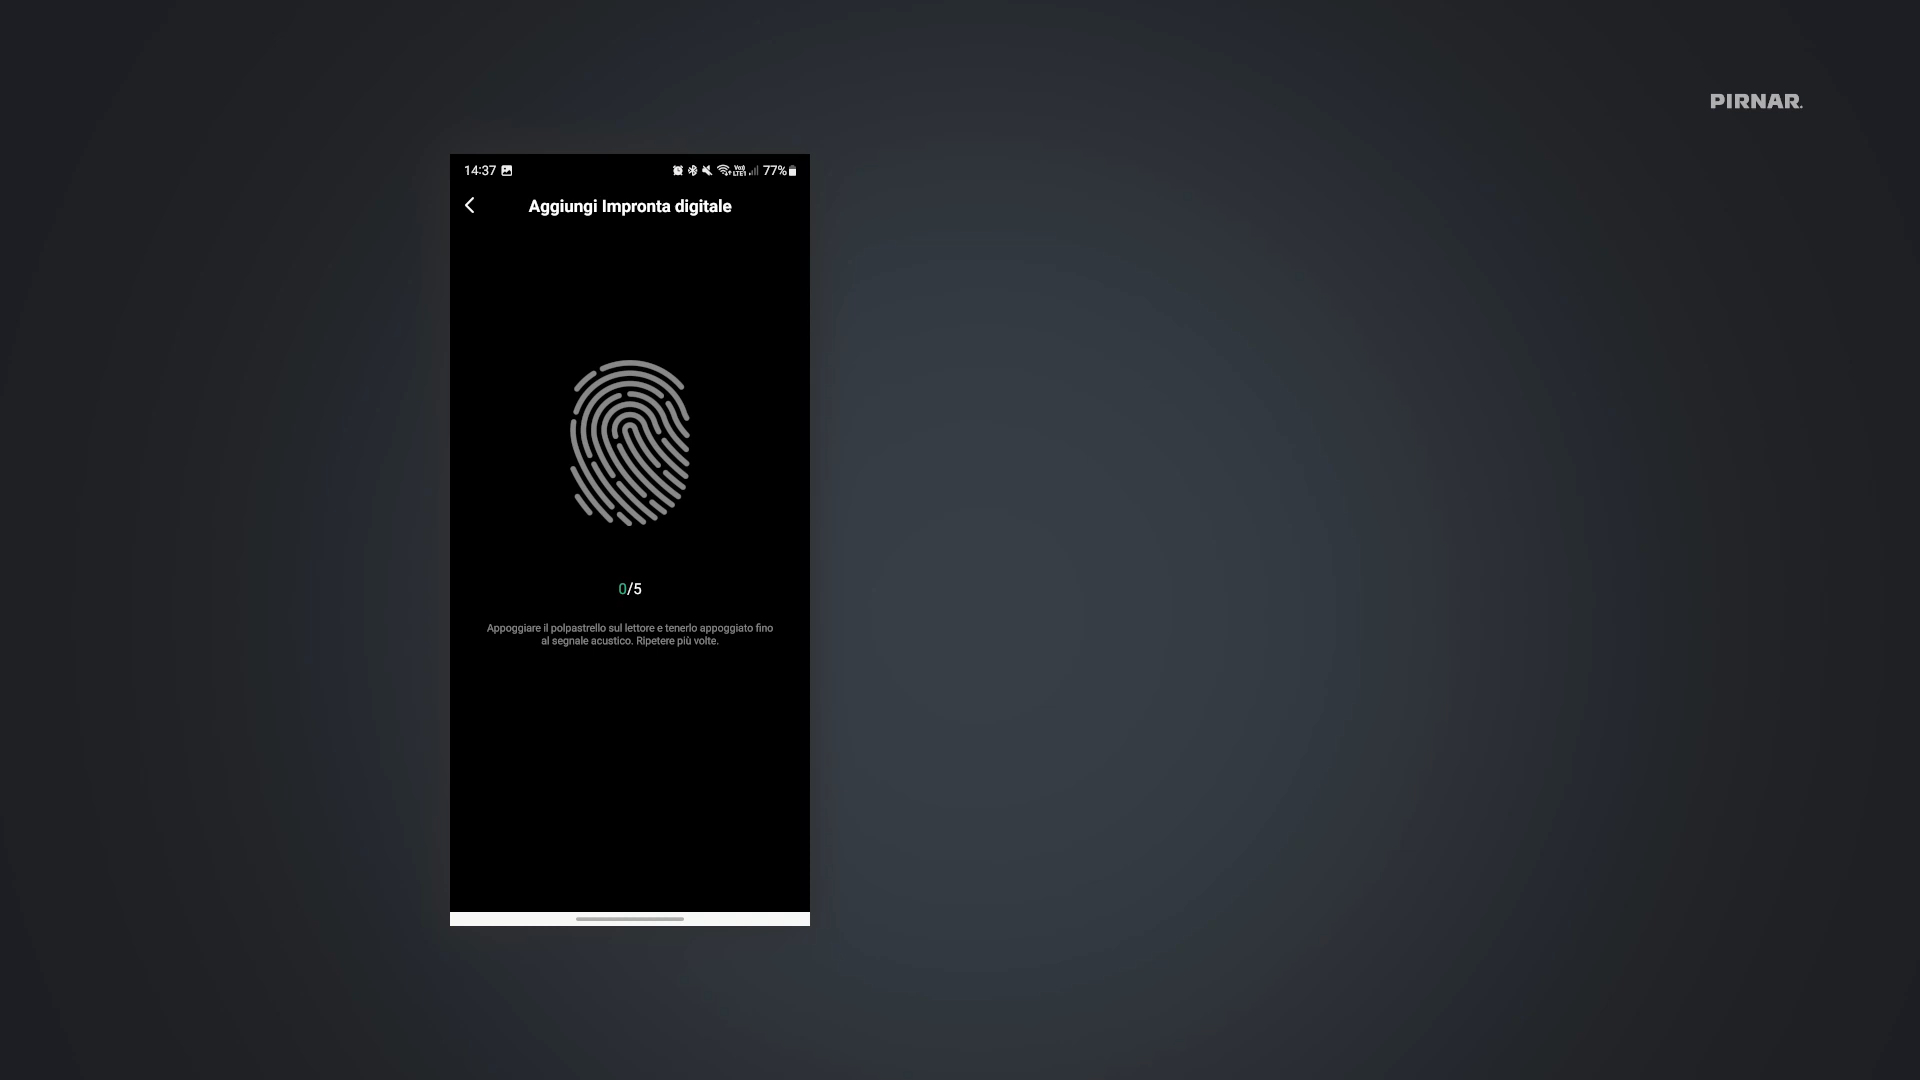 PIRNAR.
14:37
77%
Aggiungi Impronta digitale
0/5
Appoggiare il polpastrello sul lettore e tenerlo appoggiato fino
al segnale acustico. Ripetere più volte.